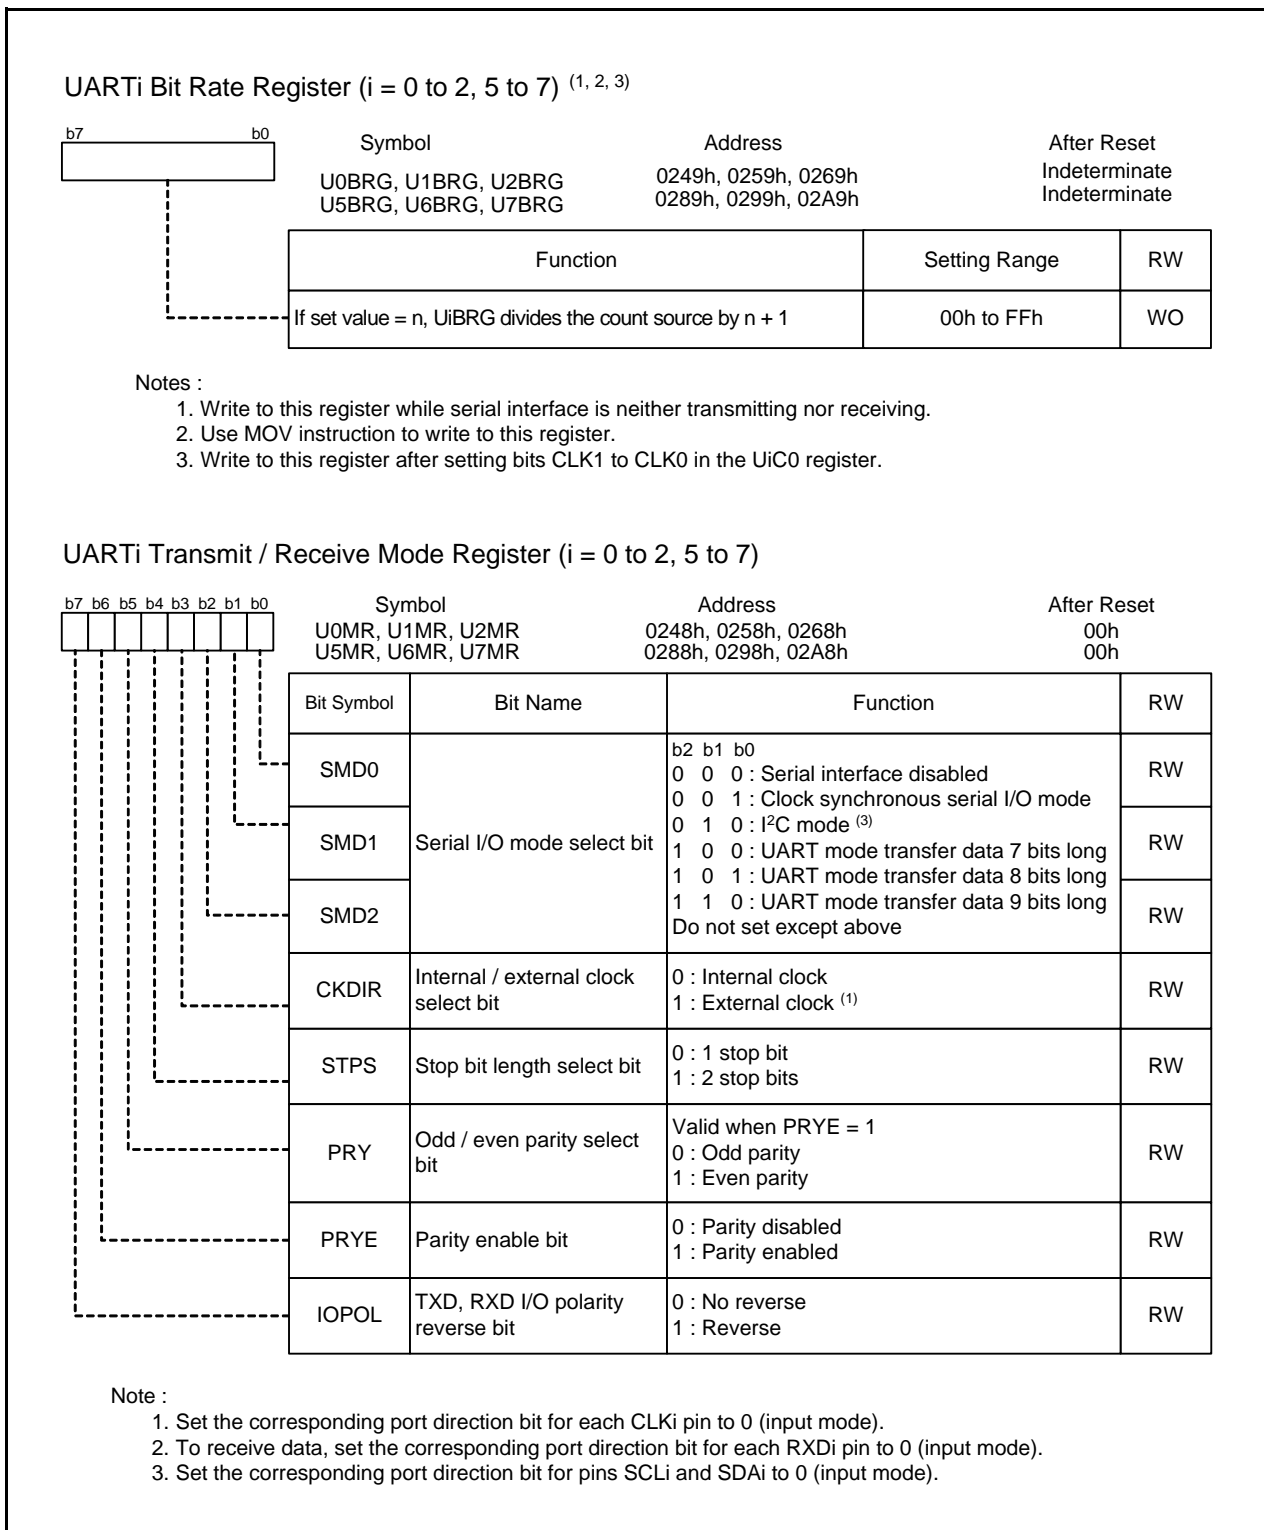 UARTi Bit Rate Register (i = 0 to 2, 5 to 7) (1, 2, 3)
b7 b0
Symbol Address After Reset
U0BRG, U1BRG, U2BRG 0249h, 0259h, 0269h Indeterminate
U5BRG, U6BRG, U7BRG 0289h, 0299h, 02A9h Indeterminate
Function Setting Range RW
If set value = n, UiBRG divides the count source by n + 1 00h to FFh WO
Notes :
1. Write to this register while serial interface is neither transmitting nor receiving.
2. Use MOV instruction to write to this register.
3. Write to this register after setting bits CLK1 to CLK0 in the UiC0 register.
UARTi Transmit / Receive Mode Register (i = 0 to 2, 5 to 7)
b7 b6 b5 b4 b3 b2 b1 b0
Symbol Address After Reset
U0MR, U1MR, U2MR 0248h, 0258h, 0268h 00h
U5MR, U6MR, U7MR 0288h, 0298h, 02A8h 00h
Bit Symbol Bit Name Function RW
SMD0 RW
SMD1 RW
SMD2 RW
Serial I/O mode select bit
b2 b1 b0
0 0 0 : Serial interface disabled
0 0 1 : Clock synchronous serial I/O mode
0 1 0 : I²C mode (3)
1 0 0 : UART mode transfer data 7 bits long
1 0 1 : UART mode transfer data 8 bits long
1 1 0 : UART mode transfer data 9 bits long
Do not set except above
CKDIR
Internal / external clock
select bit
0 : Internal clock
1 : External clock (1)
RW
STPS
Stop bit length select bit
0 : 1 stop bit
1 : 2 stop bits
RW
PRY
Odd / even parity select
bit
Valid when PRYE = 1
0 : Odd parity
1 : Even parity
RW
PRYE
Parity enable bit
0 : Parity disabled
1 : Parity enabled
RW
IOPOL
TXD, RXD I/O polarity
reverse bit
0 : No reverse
1 : Reverse
RW
Note :
1. Set the corresponding port direction bit for each CLKi pin to 0 (input mode).
2. To receive data, set the corresponding port direction bit for each RXDi pin to 0 (input mode).
3. Set the corresponding port direction bit for pins SCLi and SDAi to 0 (input mode).